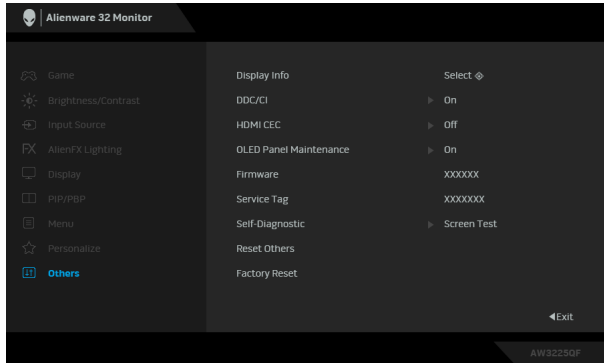 Alienware 32 Monitor
Game
Brightness/Contrast
Input Source
FX AlienFX Lighting
Display
PIP/PBP
Menu
Personalize
Others
Display Info Select
DDC/CI On
HDMI CEC Off
OLED Panel Maintenance On
Firmware XXXXXX
Service Tag XXXXXXX
Self-Diagnostic Screen Test
Reset Others
Factory Reset
Exit
AW3225QF